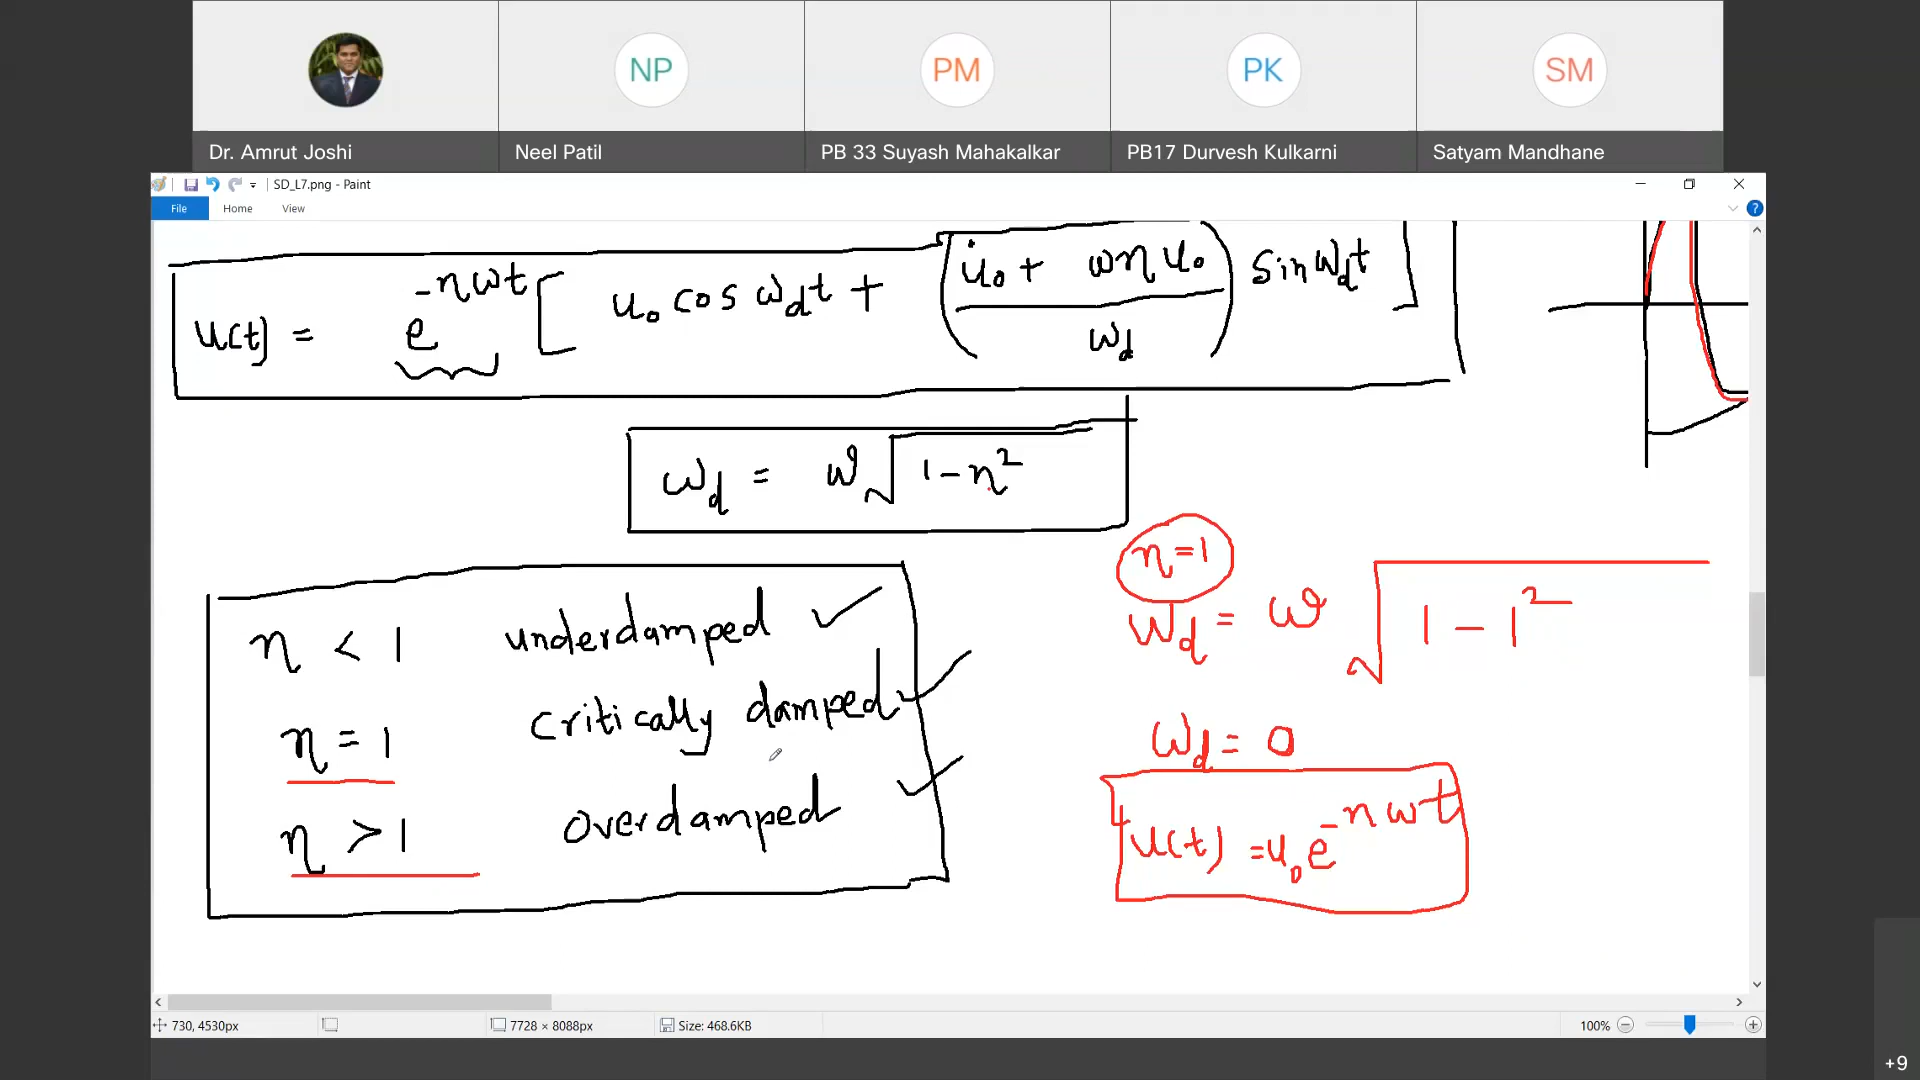 NP PM PK SM
Dr. Amrut Joshi Neel Patil PB 33 Suyash Mahakalkar PB17 Durvesh Kulkarni Satyam Mandhane
SD_L7.png - Paint
File Home View
u(t) = e^{-ηωt} [ u₀ cos ω_d t + ( (u̇₀ + ωη u₀) / ω_d ) sin ω_d t ]
ω_d = ω √(1-η²)
η < 1 underdamped ✓
η = 1 critically damped ✓
η > 1 overdamped ✓
η = 1
ω_d = ω √(1 - 1²)
ω_d = 0
u(t) = u₀ e^{-ηωt}
730, 4530px 7728 × 8088px Size: 468.6KB 100%
+9